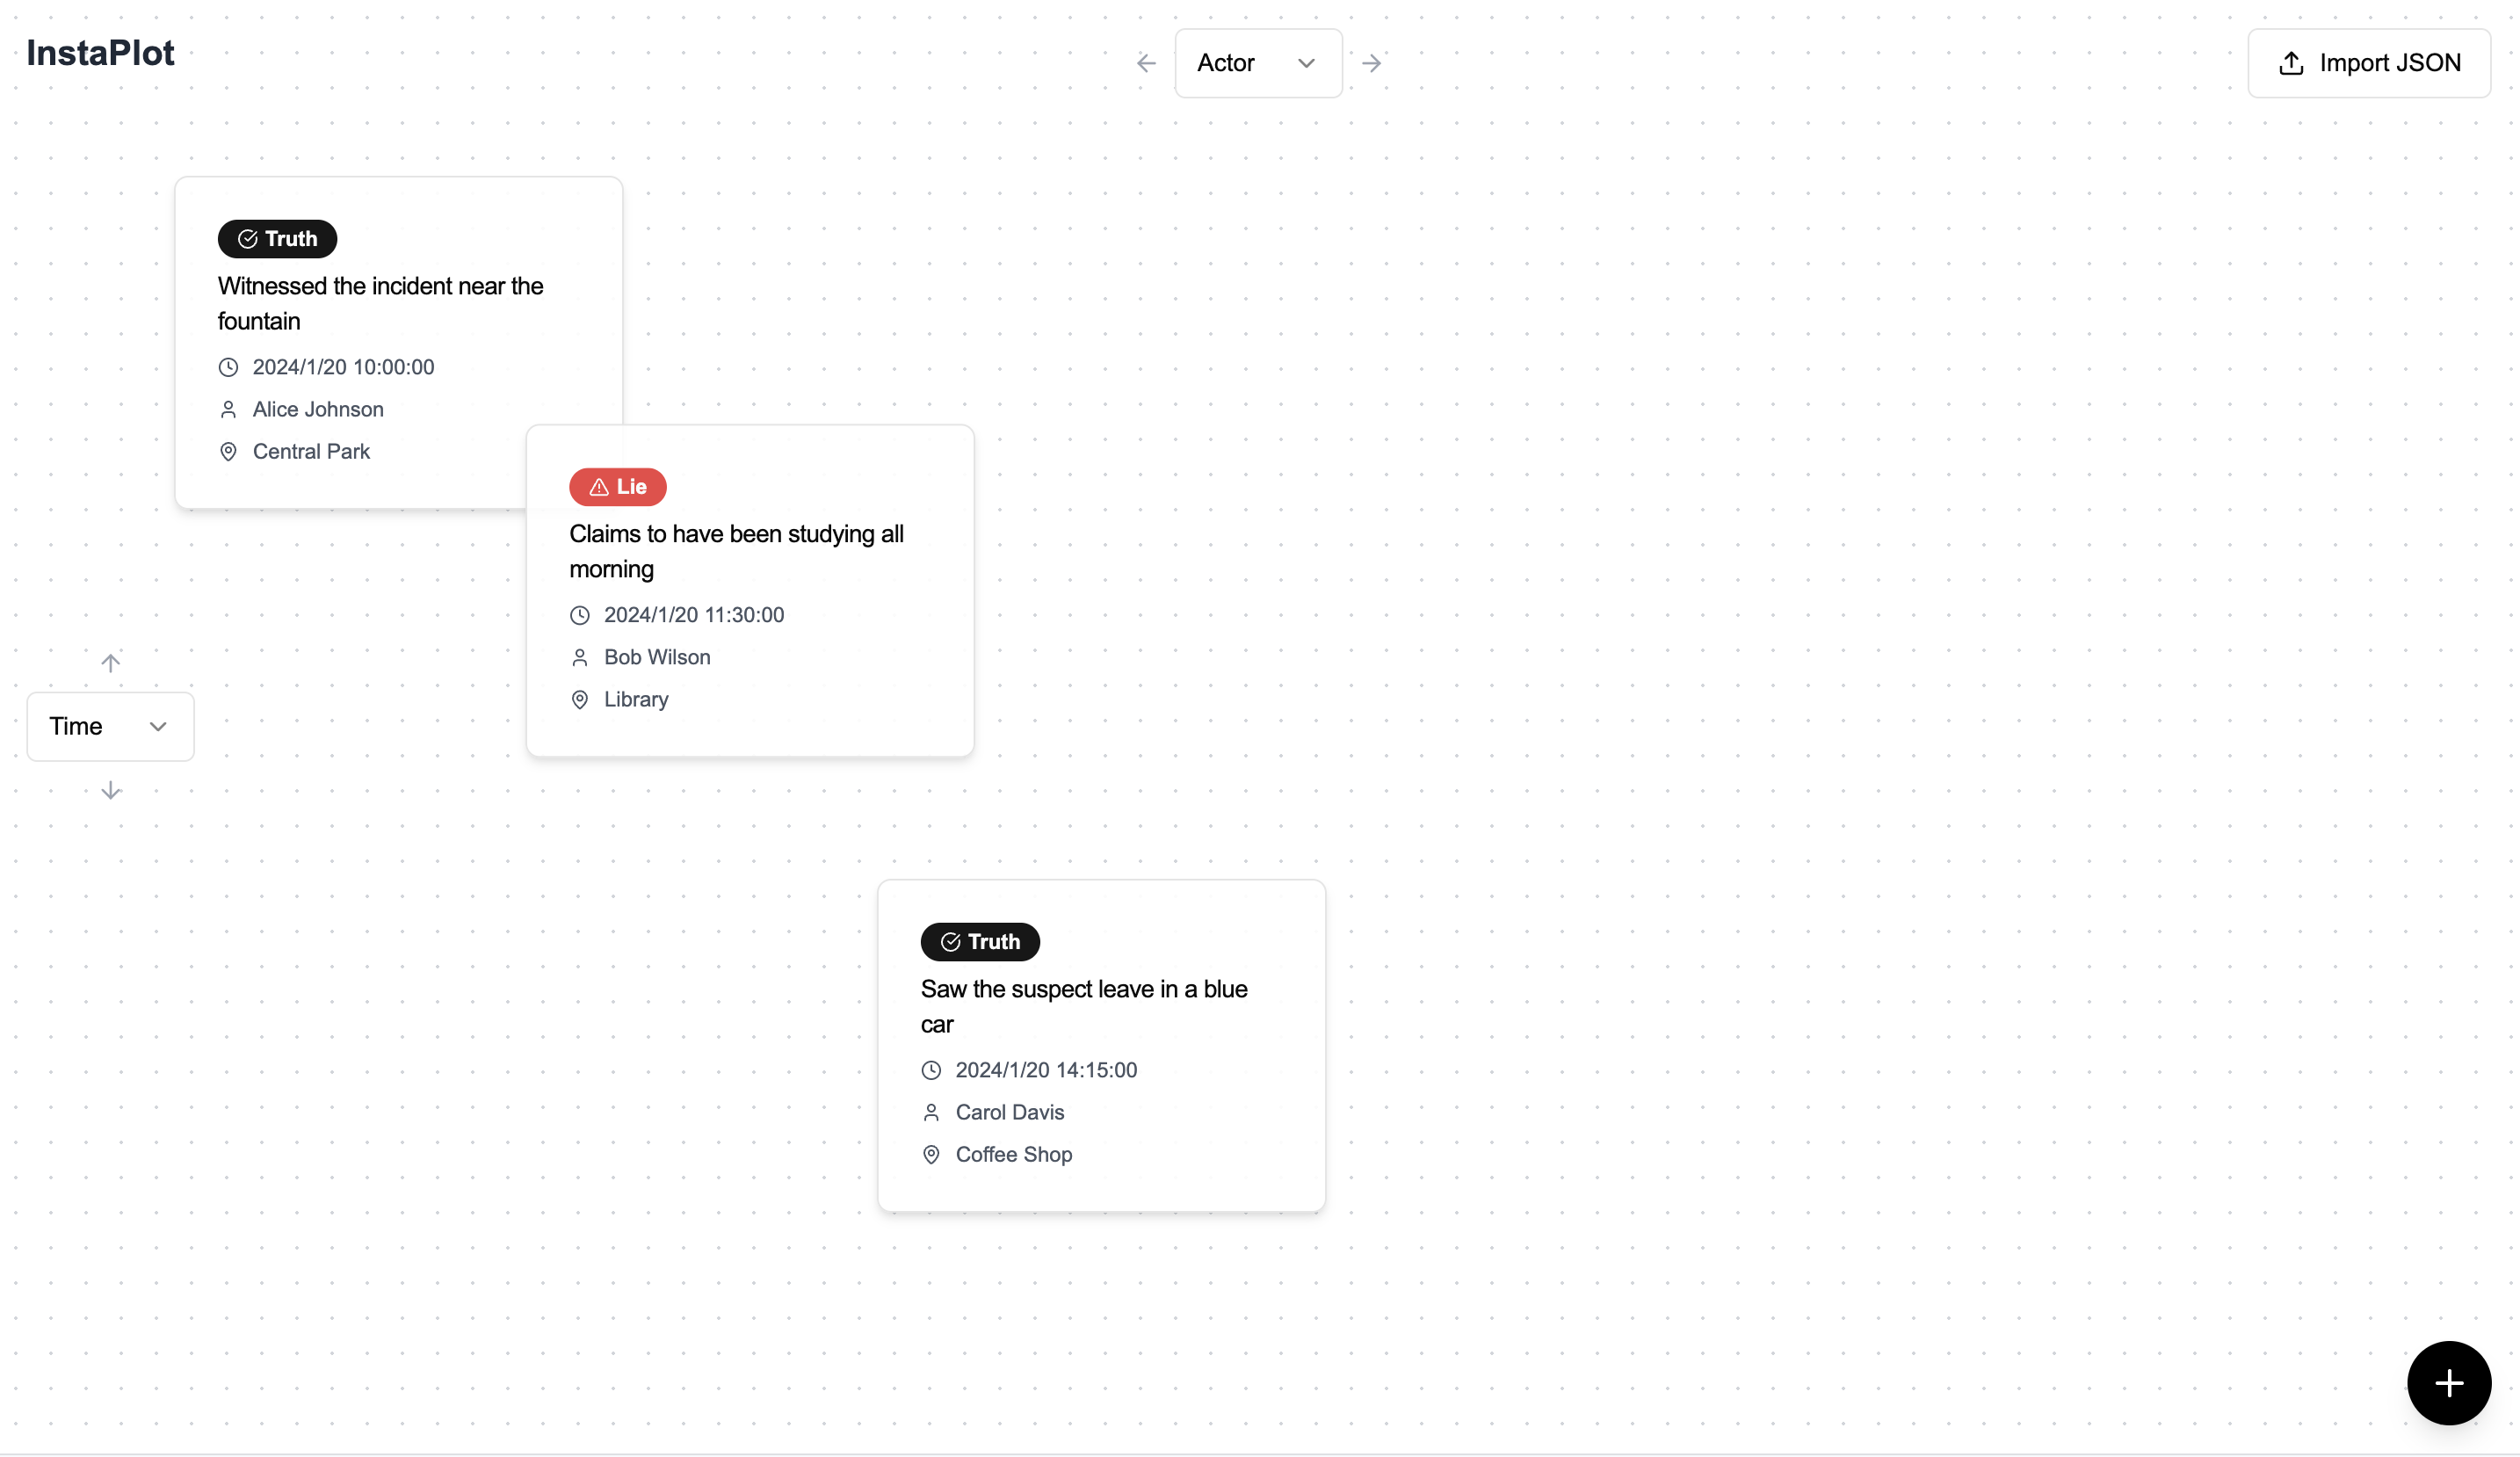 InstaPlot
Actor
Import JSON
Truth
Witnessed the incident near the
fountain
2024/1/20 10:00:00
Alice Johnson
Central Park
Lie
Claims to have been studying all
morning
2024/1/20 11:30:00
Bob Wilson
Library
Time
Truth
Saw the suspect leave in a blue
car
2024/1/20 14:15:00
Carol Davis
Coffee Shop